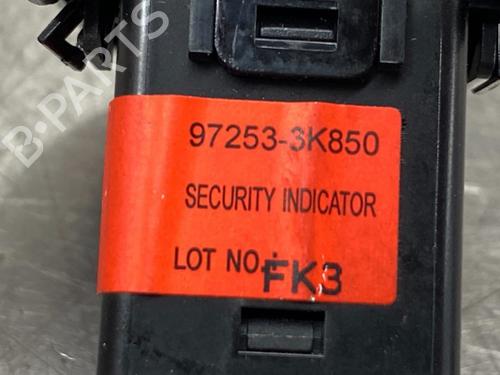 B-PARTS
97253-3K850
SECURITY INDICATOR
LOT NO.: FK3